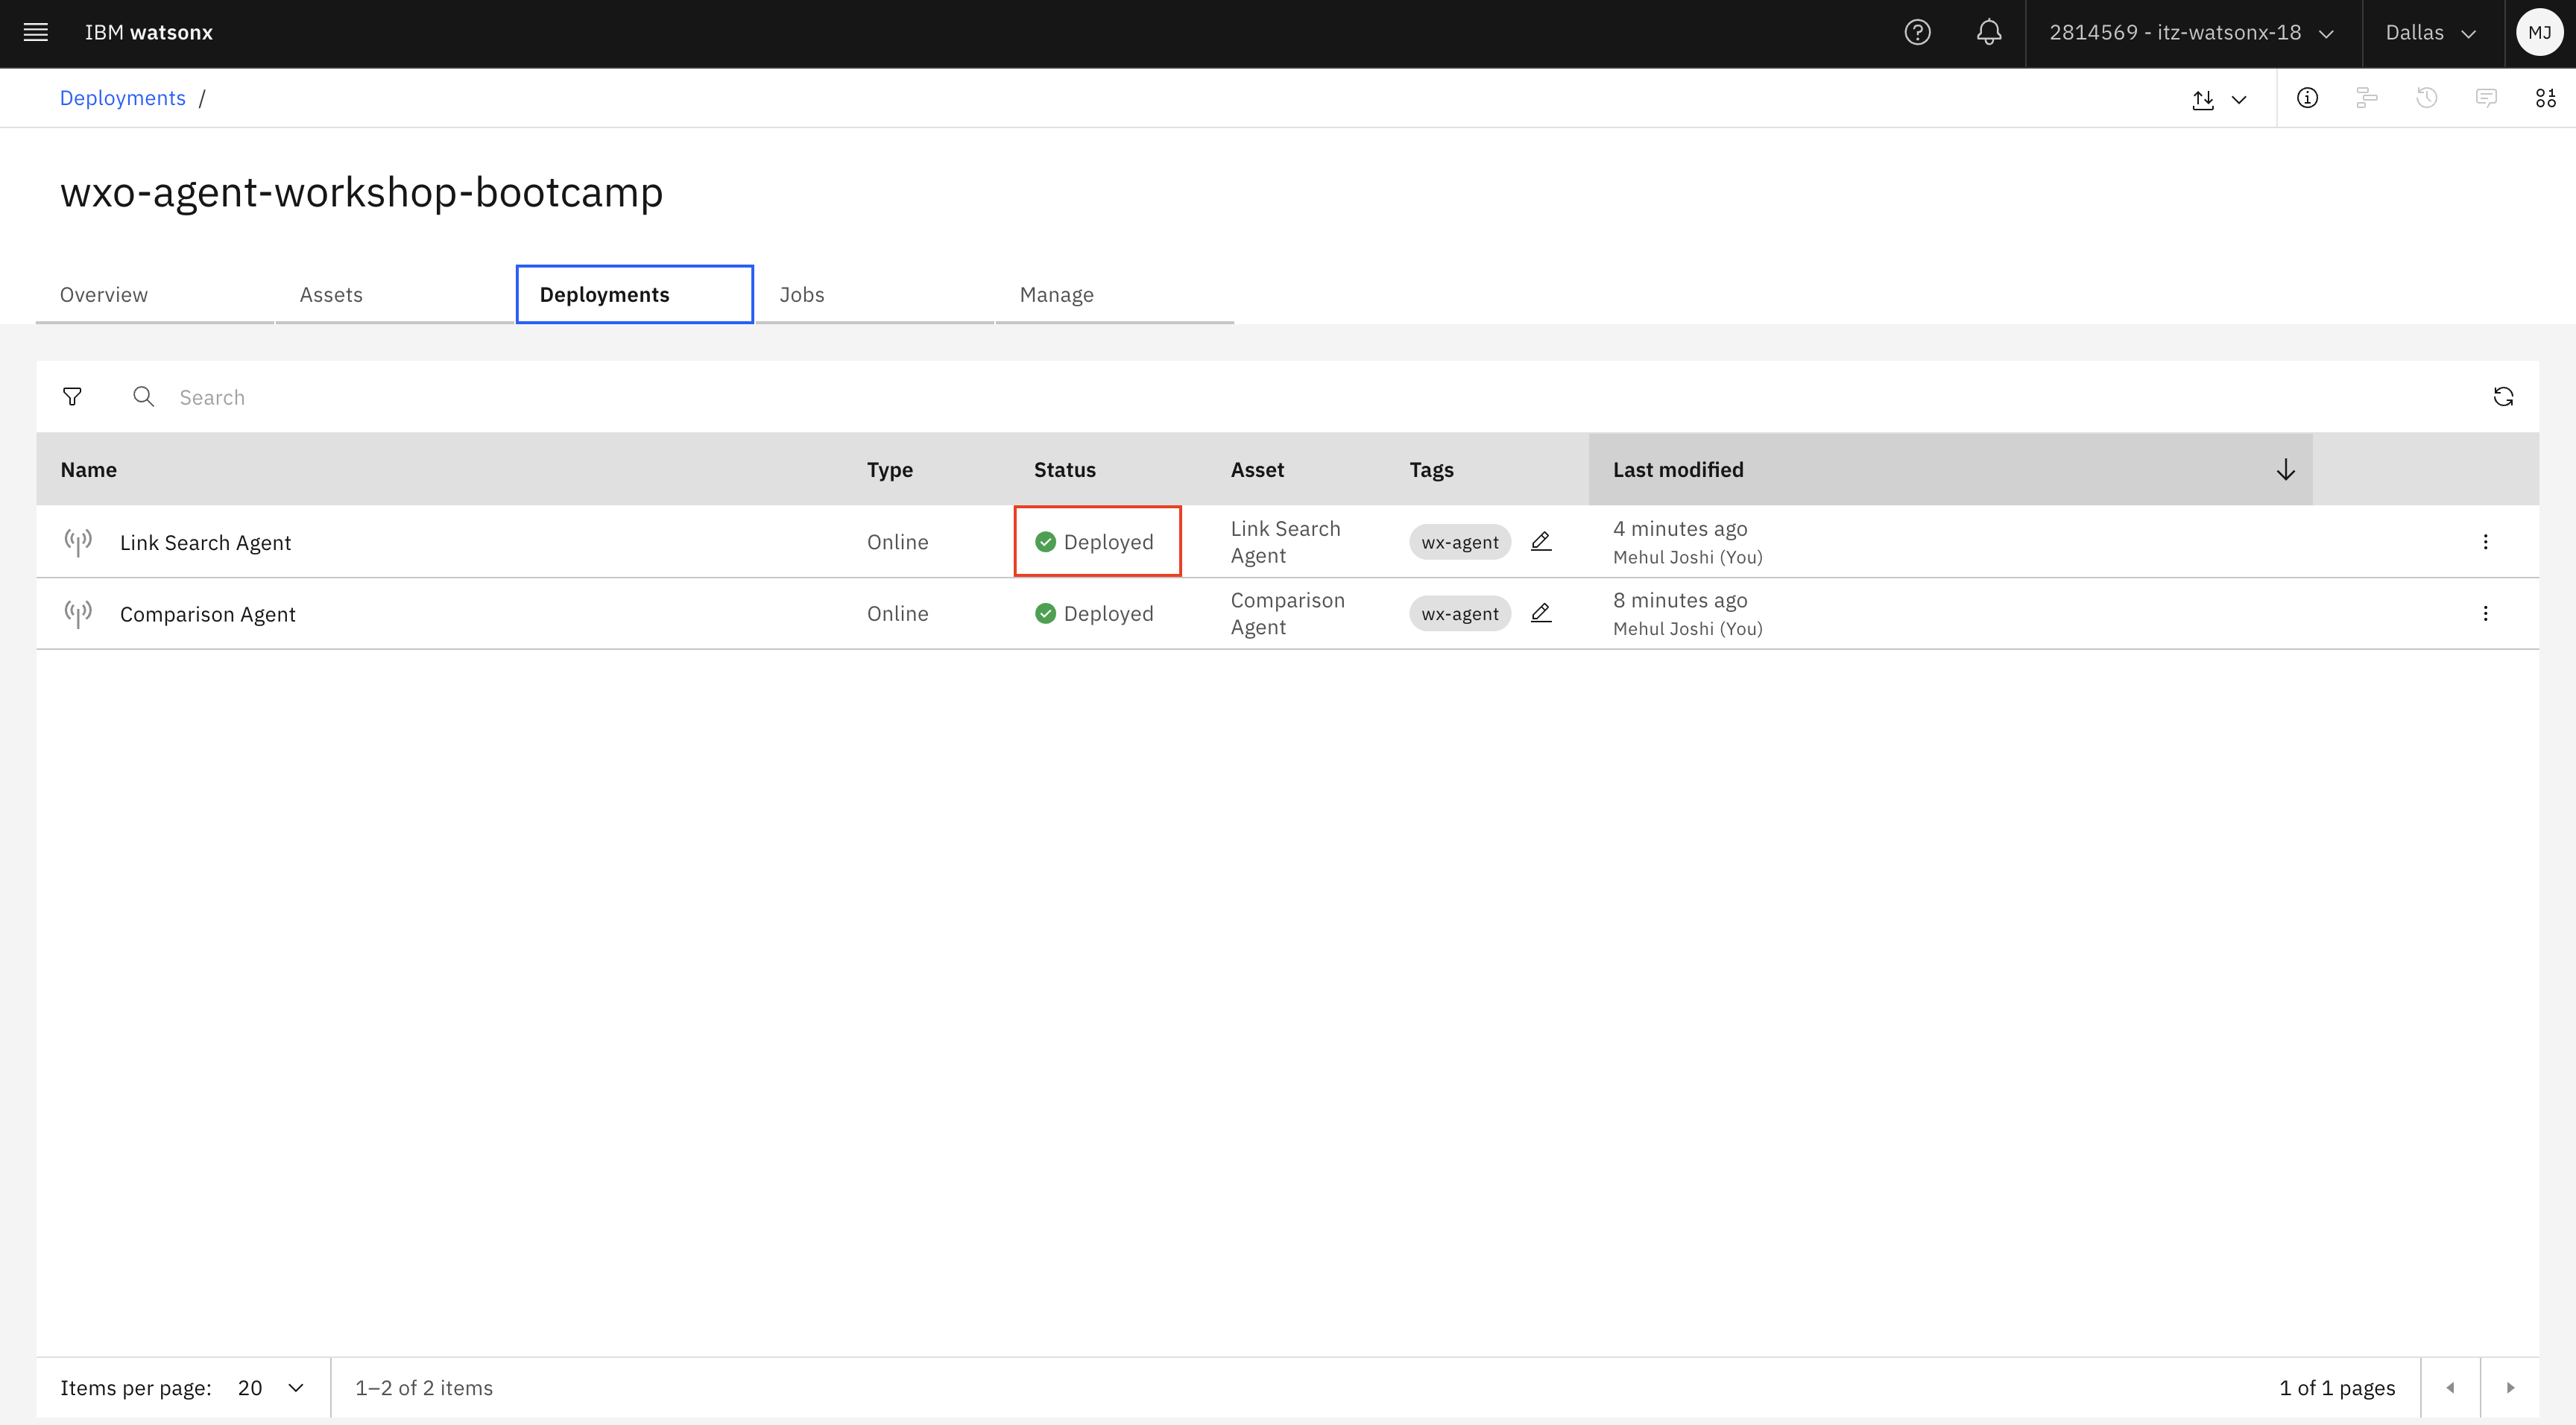 IBM watsonx
2814569 - itz-watsonx-18
Dallas
MJ
Deployments /
wxo-agent-workshop-bootcamp
Overview
Assets
Deployments
Jobs
Manage
Search
Name
Type
Status
Asset
Tags
Last modified
Link Search Agent
Online
Deployed
Link Search
Agent
wx-agent
4 minutes ago
Mehul Joshi (You)
Comparison Agent
Online
Deployed
Comparison
Agent
wx-agent
8 minutes ago
Mehul Joshi (You)
Items per page: 20
1–2 of 2 items
1 of 1 pages